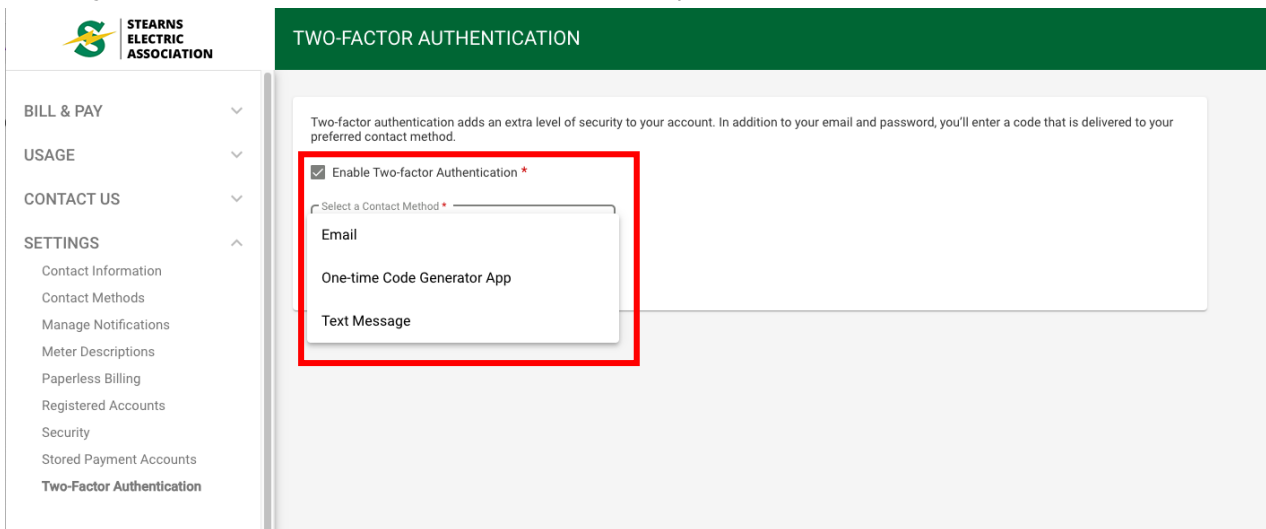 STEARNS
ELECTRIC
ASSOCIATION
TWO-FACTOR AUTHENTICATION
BILL & PAY
USAGE
CONTACT US
SETTINGS
Contact Information
Contact Methods
Manage Notifications
Meter Descriptions
Paperless Billing
Registered Accounts
Security
Stored Payment Accounts
Two-Factor Authentication
Two-factor authentication adds an extra level of security to your account. In addition to your email and password, you'll enter a code that is delivered to your
preferred contact method.
Enable Two-factor Authentication *
Select a Contact Method *
Email
One-time Code Generator App
Text Message